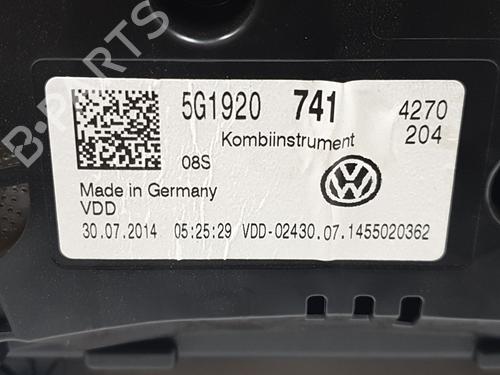 B-PARTS
5G1920 741 4270
Kombiinstrument 204
08S
Made in Germany
VDD
30.07.2014 05:25:29 VDD-02430.07.1455020362